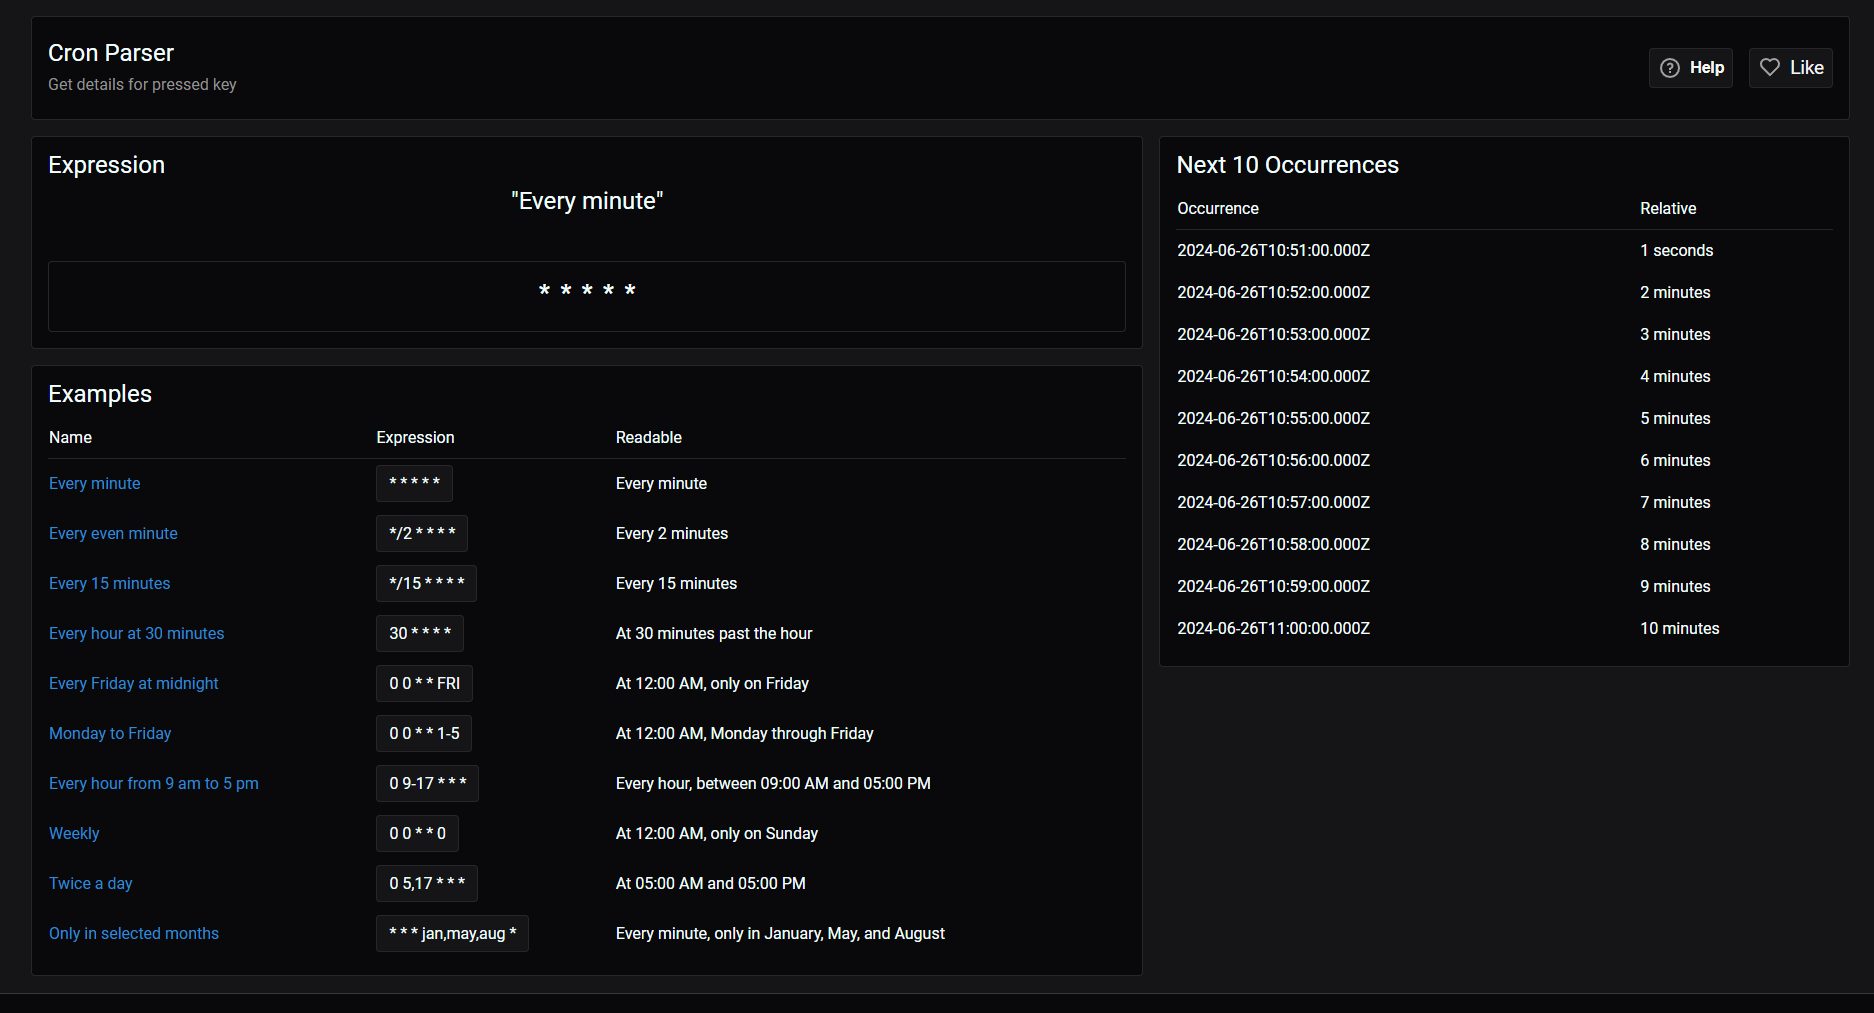 Cron Parser
Get details for pressed key
Help
Like
Expression
"Every minute"
* * * * *
Examples
Name Expression Readable
Every minute * * * * * Every minute
Every even minute */2 * * * * Every 2 minutes
Every 15 minutes */15 * * * * Every 15 minutes
Every hour at 30 minutes 30 * * * * At 30 minutes past the hour
Every Friday at midnight 0 0 * * FRI At 12:00 AM, only on Friday
Monday to Friday 0 0 * * 1-5 At 12:00 AM, Monday through Friday
Every hour from 9 am to 5 pm 0 9-17 * * * Every hour, between 09:00 AM and 05:00 PM
Weekly 0 0 * * 0 At 12:00 AM, only on Sunday
Twice a day 0 5,17 * * * At 05:00 AM and 05:00 PM
Only in selected months * * * jan,may,aug * Every minute, only in January, May, and August
Next 10 Occurrences
Occurrence Relative
2024-06-26T10:51:00.000Z 1 seconds
2024-06-26T10:52:00.000Z 2 minutes
2024-06-26T10:53:00.000Z 3 minutes
2024-06-26T10:54:00.000Z 4 minutes
2024-06-26T10:55:00.000Z 5 minutes
2024-06-26T10:56:00.000Z 6 minutes
2024-06-26T10:57:00.000Z 7 minutes
2024-06-26T10:58:00.000Z 8 minutes
2024-06-26T10:59:00.000Z 9 minutes
2024-06-26T11:00:00.000Z 10 minutes